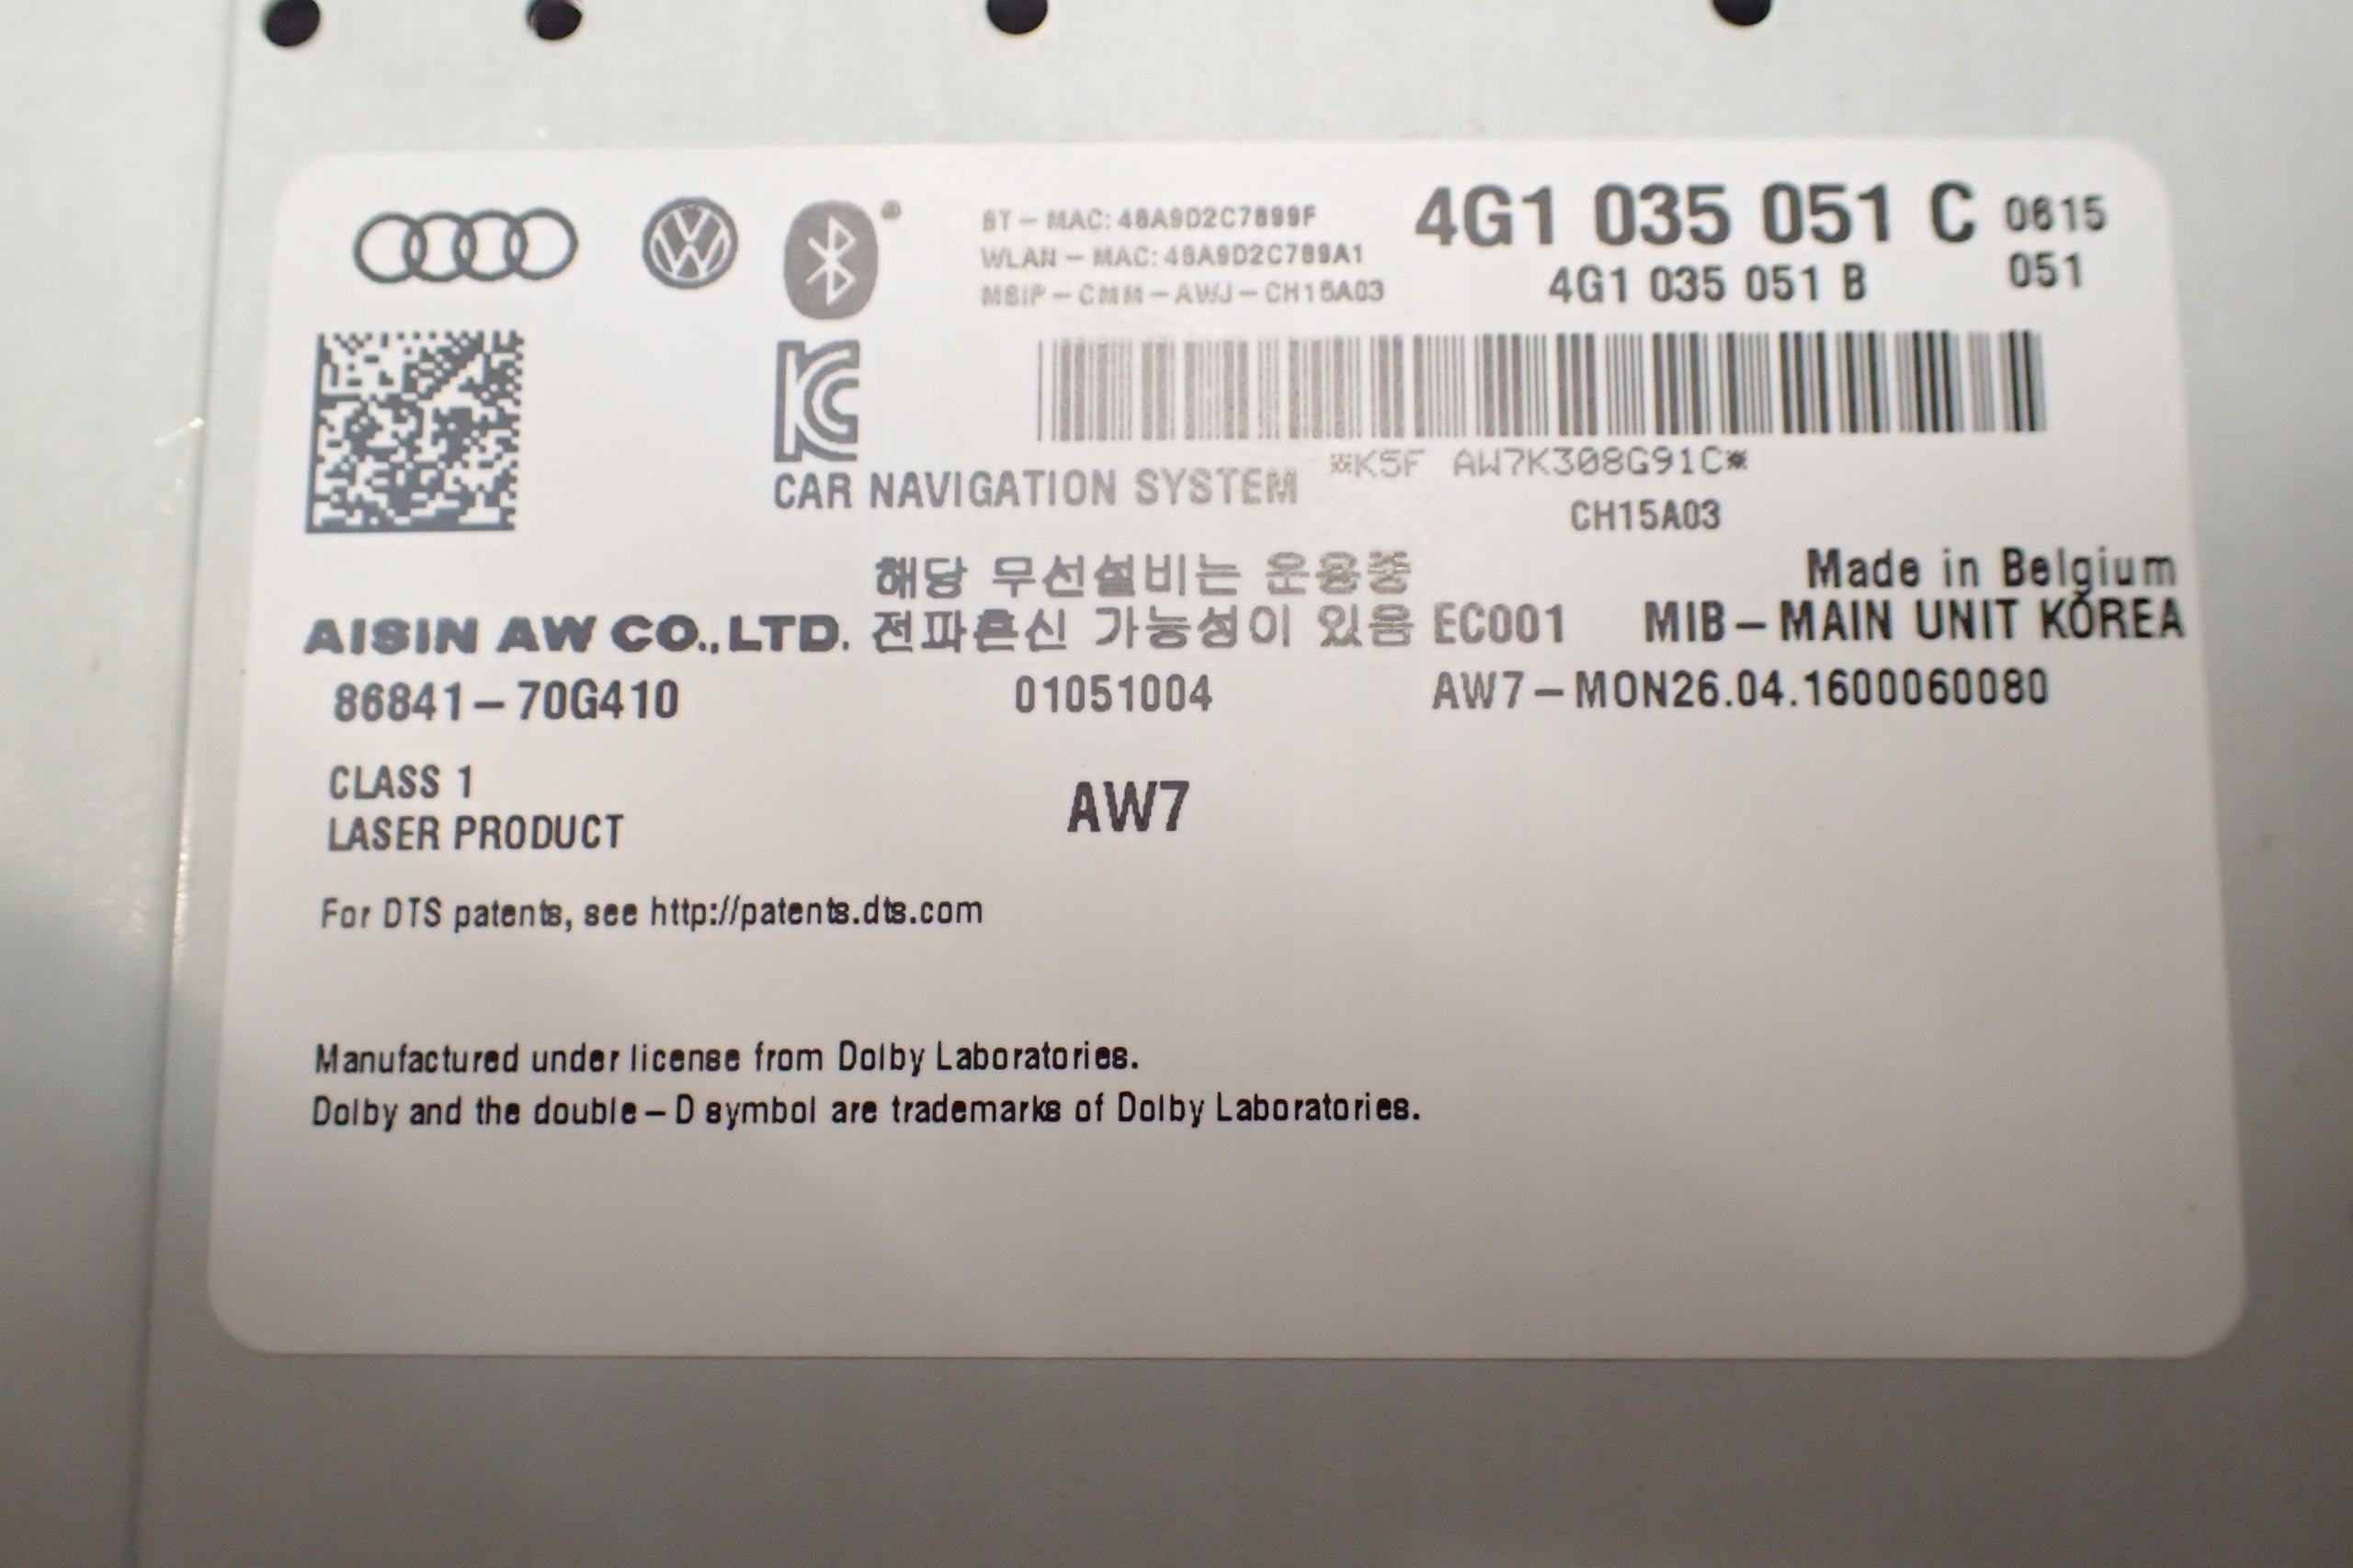 BT-MAC: 48A9D2C7899F
WLAN-MAC: 48A9D2C789A1
MSIP-CMM-AWJ-CH15A03
4G1 035 051 C 0615
4G1 035 051 B 051
*K5F AW7K308G91C*
CAR NAVIGATION SYSTEM
CH15A03
해당 무선설비는 운용중
Made in Belgium
AISIN AW CO.,LTD. 전파혼신 가능성이 있음 EC001 MIB-MAIN UNIT KOREA
86841-70G410 01051004 AW7-MON26.04.1600060080
CLASS 1
LASER PRODUCT
AW7
For DTS patents, see http://patents.dts.com
Manufactured under license from Dolby Laboratories.
Dolby and the double-D symbol are trademarks of Dolby Laboratories.